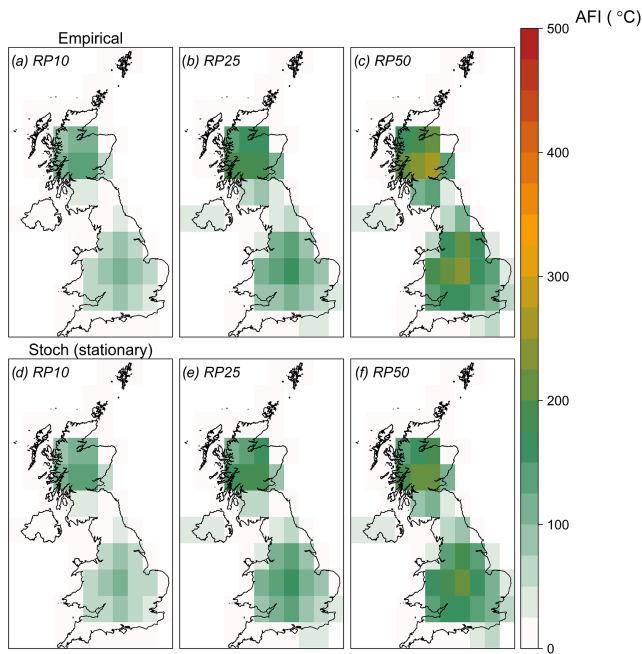 AFI ( °C)
Empirical
(a) RP10
(b) RP25
(c) RP50
500
400
300
200
100
0
Stoch (stationary)
(d) RP10
(e) RP25
(f) RP50